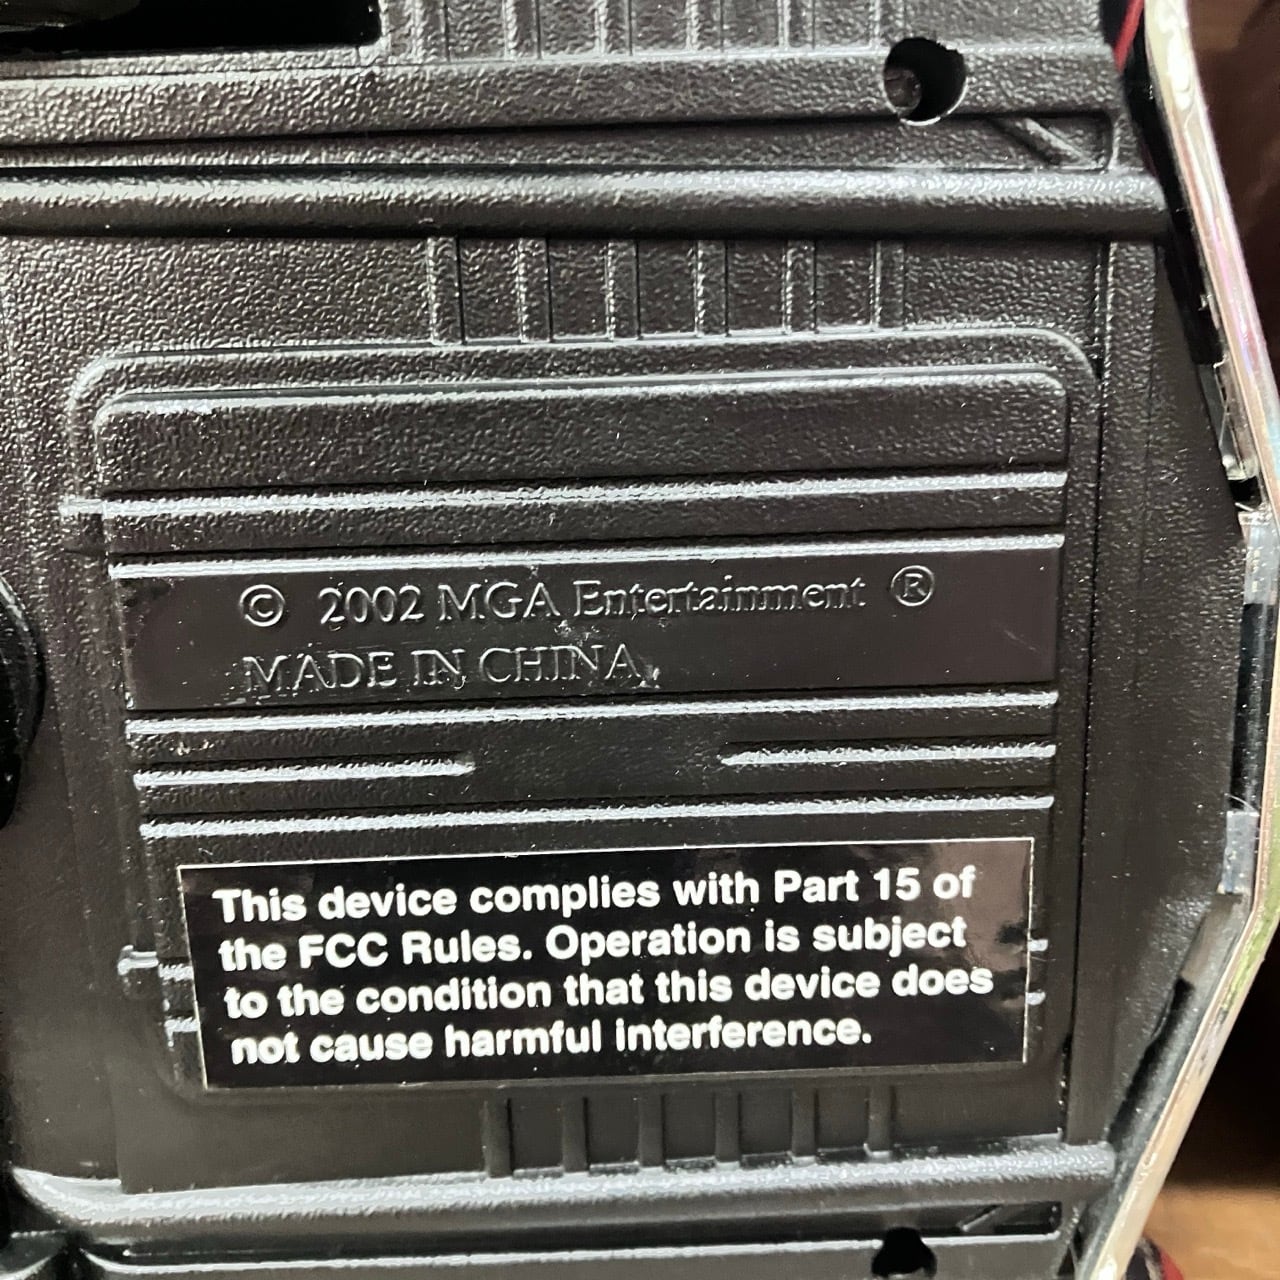 © 2002 MGA Entertainment ®
MADE IN CHINA
This device complies with Part 15 of
the FCC Rules. Operation is subject
to the condition that this device does
not cause harmful interference.